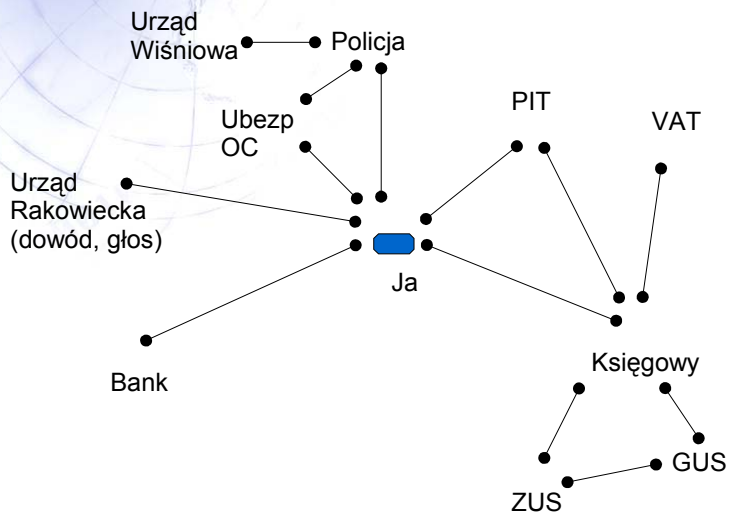 Urząd
Wiśniowa
Policja
PIT
VAT
Ubezp
OC
Urząd
Rakowiecka
(dowód, głos)
Ja
Bank
Księgowy
GUS
ZUS